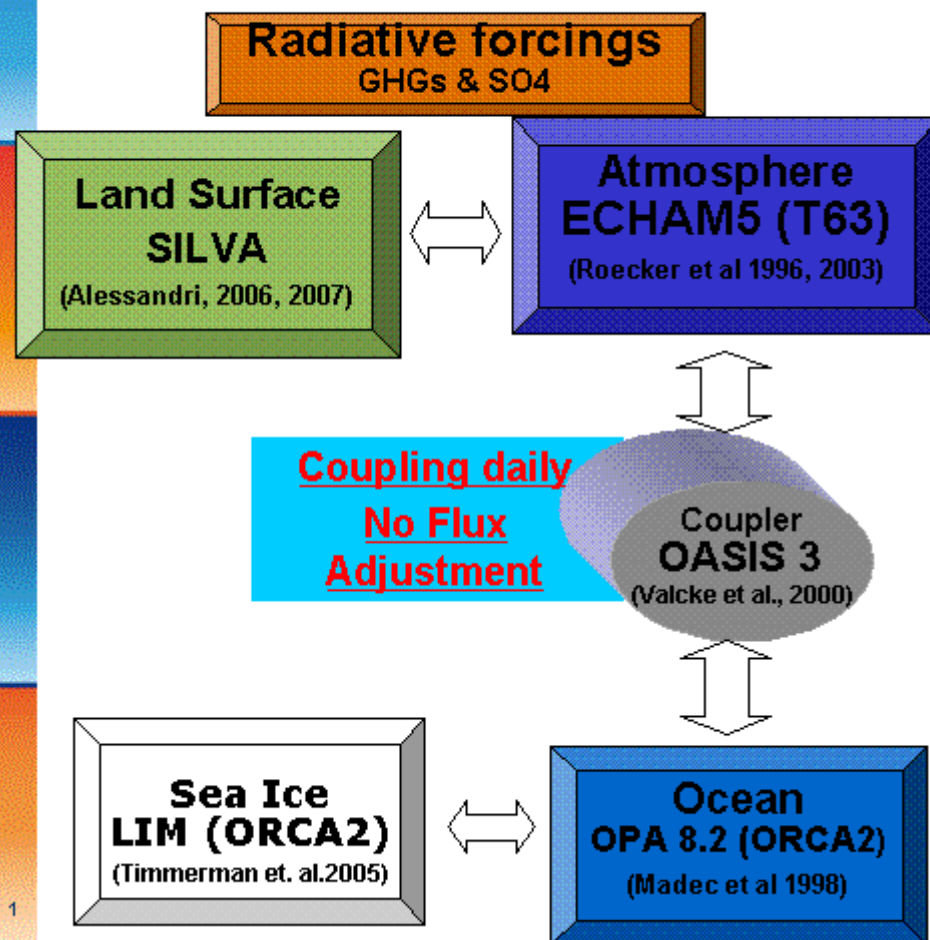 Radiative forcings
GHGs & SO4
Land Surface
SILVA
(Alessandri, 2006, 2007)
Atmosphere
ECHAM5 (T63)
(Roecker et al 1996, 2003)
Coupling daily
No Flux
Adjustment
Coupler
OASIS 3
(Valcke et al., 2000)
Sea Ice
LIM (ORCA2)
(Timmerman et. al.2005)
Ocean
OPA 8.2 (ORCA2)
(Madec et al 1998)
1